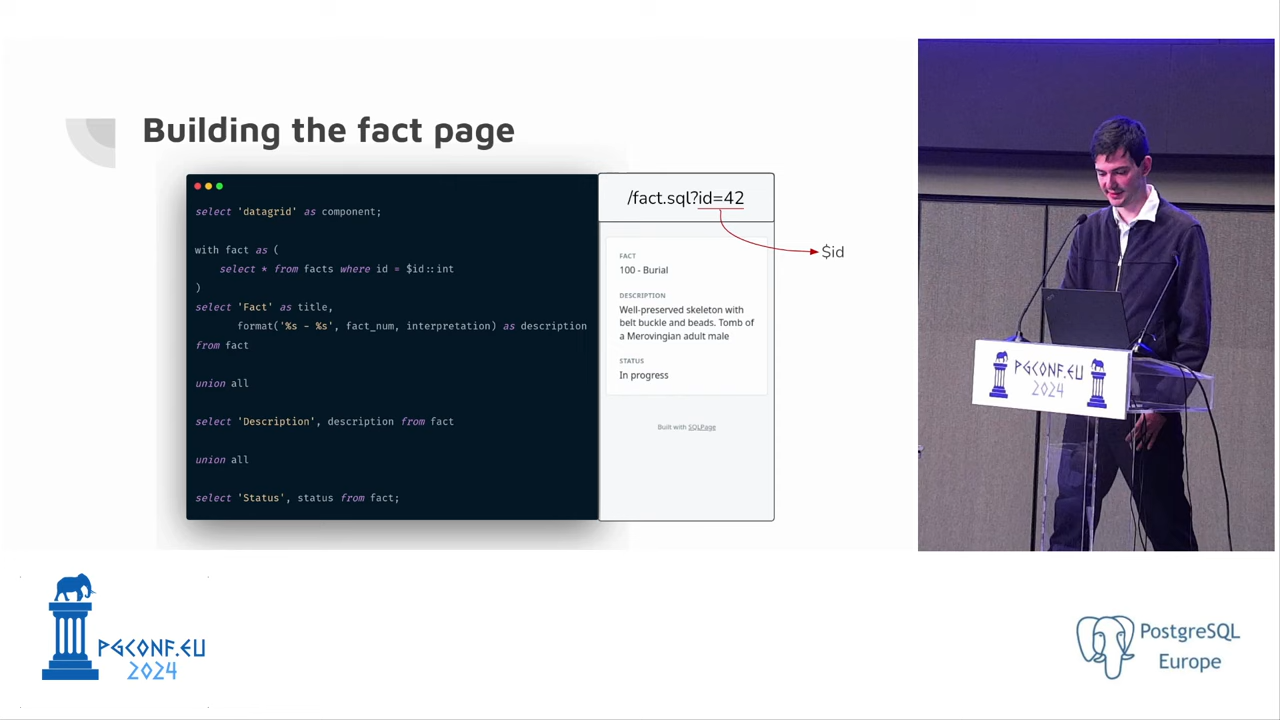 Building the fact page
select 'datagrid' as component;
with fact as (
select * from facts where id = $id::int
)
select 'Fact' as title,
format('%s - %s', fact_num, interpretation) as description
from fact
union all
select 'Description', description from fact
union all
select 'Status', status from fact;
/fact.sql?id=42
$id
FACT
100 - Burial
DESCRIPTION
Well-preserved skeleton with
belt buckle and beads. Tomb of
a Merovingian adult male
STATUS
In progress
Built with SQLPage
PGCONF.EU
2024
PGCONF.EU
2024
PostgreSQL
Europe